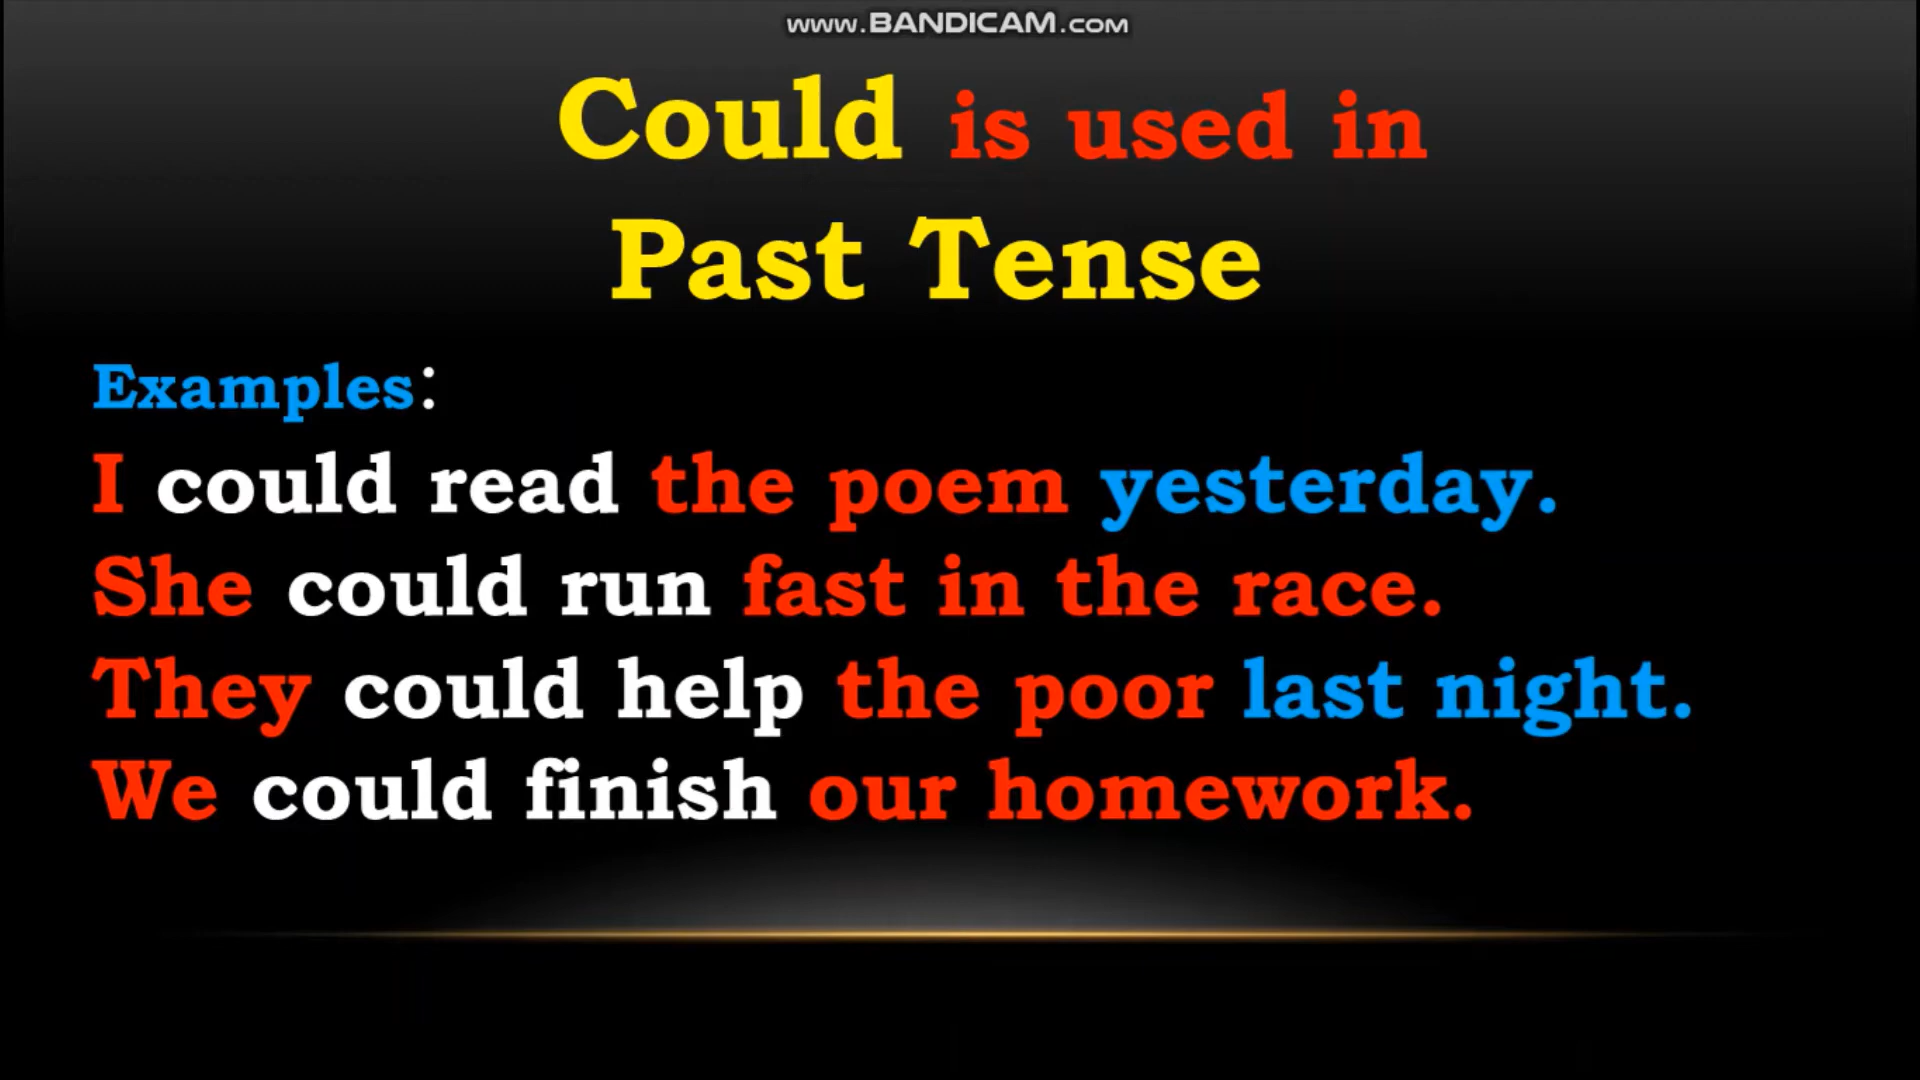 www.BANDICAM.com
Could is used in
Past Tense
Examples:
I could read the poem yesterday.
She could run fast in the race.
They could help the poor last night.
We could finish our homework.